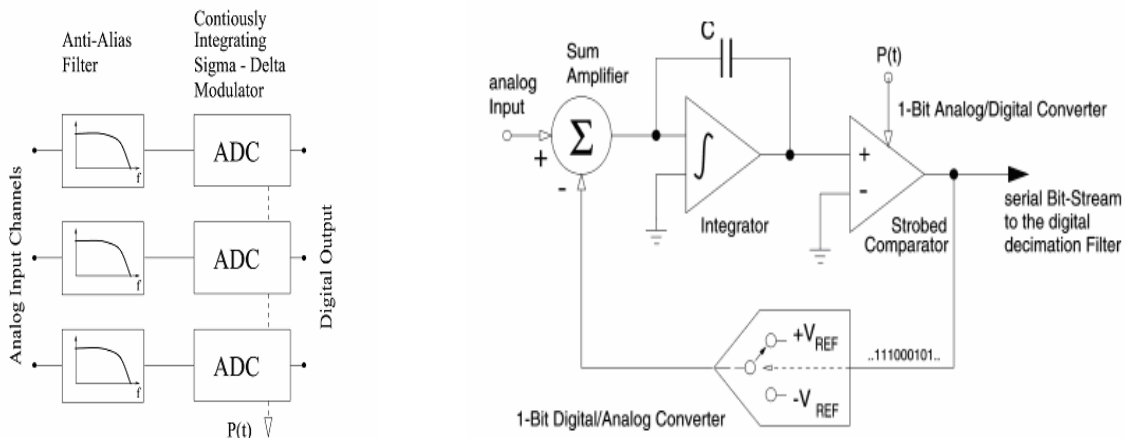 Anti-Alias
Filter
Contiously
Integrating
Sigma - Delta
Modulator
Analog Input Channels
f
ADC
f
ADC
f
ADC
Digital Output
P(t)
analog
Input
Sum
Amplifier
C
P(t)
1-Bit Analog/Digital Converter
+
-
Σ
∫
Integrator
+
-
Strobed
Comparator
serial Bit-Stream
to the digital
decimation Filter
+VREF
-VREF
..111000101..
1-Bit Digital/Analog Converter